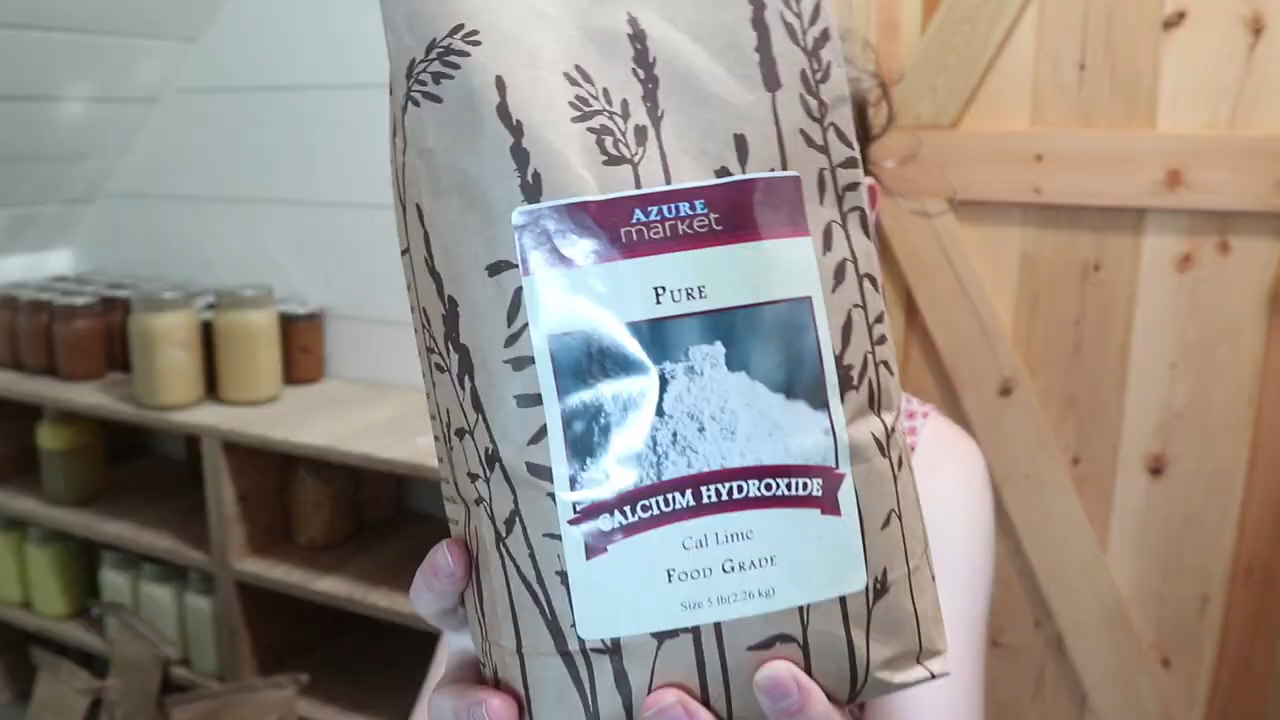 AZURE
market
PURE
CALCIUM HYDROXIDE
Cal Lime
FOOD GRADE
Size 5 lb(2.26 kg)